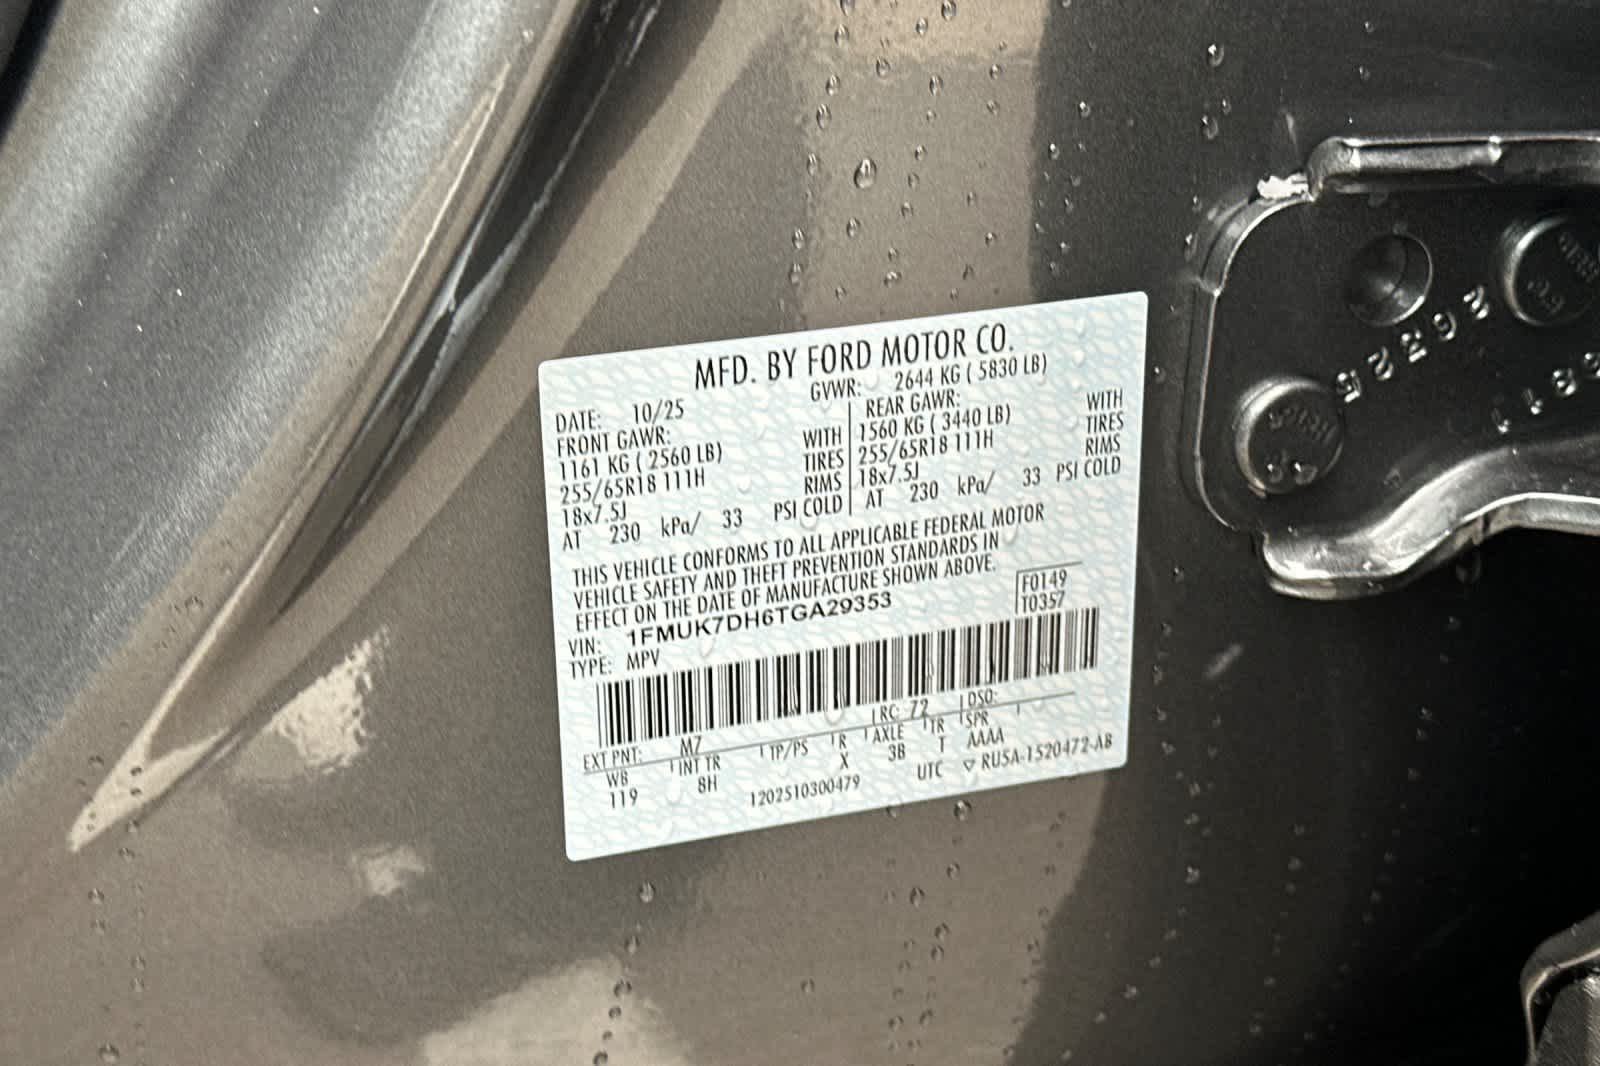 MFD. BY FORD MOTOR CO.
DATE: 10/25 GVWR: 2644 KG ( 5830 LB)
FRONT GAWR: REAR GAWR:
1161 KG ( 2560 LB) WITH 1560 KG ( 3440 LB) WITH
255/65R18 111H TIRES 255/65R18 111H TIRES
18x7.5J RIMS 18x7.5J RIMS
AT 230 kPa/ 33 PSI COLD AT 230 kPa/ 33 PSI COLD
THIS VEHICLE CONFORMS TO ALL APPLICABLE FEDERAL MOTOR
VEHICLE SAFETY AND THEFT PREVENTION STANDARDS IN
EFFECT ON THE DATE OF MANUFACTURE SHOWN ABOVE.
VIN: 1FMUK7DH6TGA29353 F0149
TYPE: MPV T0357
EXT PNT: M7 RC: 72 DSO:
WB INT TR TP/PS R AXLE TR SPR
119 8H X 3B T AAAA
1202510300479 UTC ▽ RU5A-1520472-AB